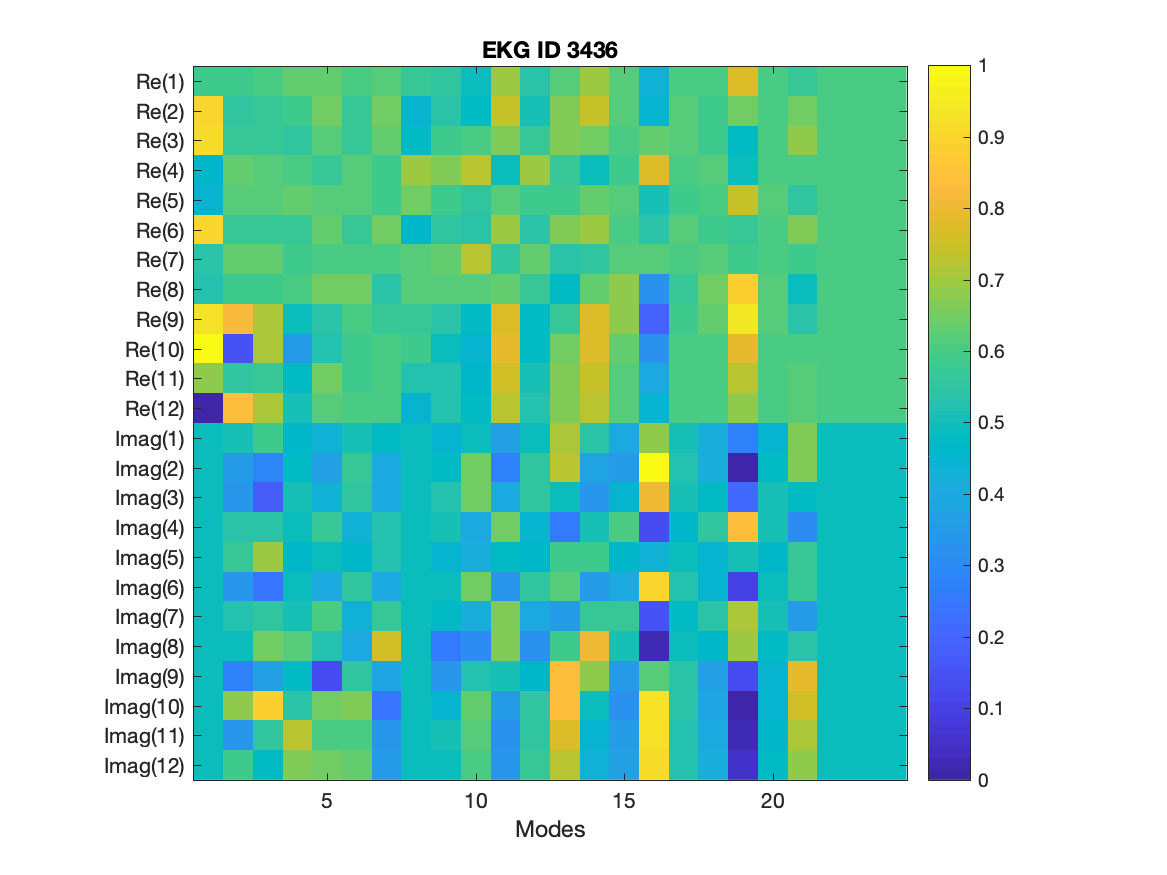 EKG ID 3436
Re(1)
Re(2)
Re(3)
Re(4)
Re(5)
Re(6)
Re(7)
Re(8)
Re(9)
Re(10)
Re(11)
Re(12)
Imag(1)
Imag(2)
Imag(3)
Imag(4)
Imag(5)
Imag(6)
Imag(7)
Imag(8)
Imag(9)
Imag(10)
Imag(11)
Imag(12)
5 10 15 20
Modes
1
0.9
0.8
0.7
0.6
0.5
0.4
0.3
0.2
0.1
0